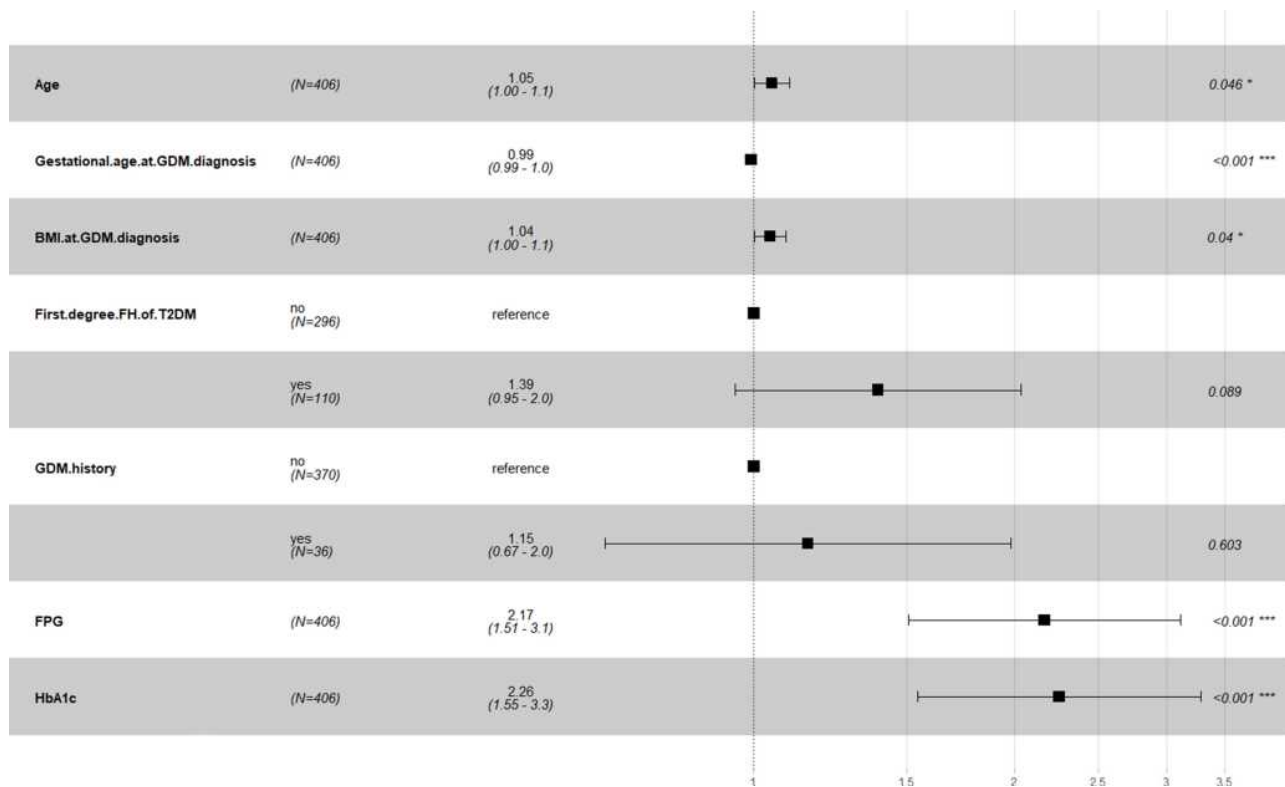 Age (N=406) 1.05 0.046 *
(1.00 - 1.1)
Gestational.age.at.GDM.diagnosis (N=406) 0.99 <0.001 ***
(0.99 - 1.0)
BMI.at.GDM.diagnosis (N=406) 1.04 0.04 *
(1.00 - 1.1)
First.degree.FH.of.T2DM no reference
(N=296)
yes 1.39 0.089
(N=110) (0.95 - 2.0)
GDM.history no reference
(N=370)
yes 1.15 0.603
(N=36) (0.67 - 2.0)
FPG (N=406) 2.17 <0.001 ***
(1.51 - 3.1)
HbA1c (N=406) 2.26 <0.001 ***
(1.55 - 3.3)
1 1.5 2 2.5 3 3.5